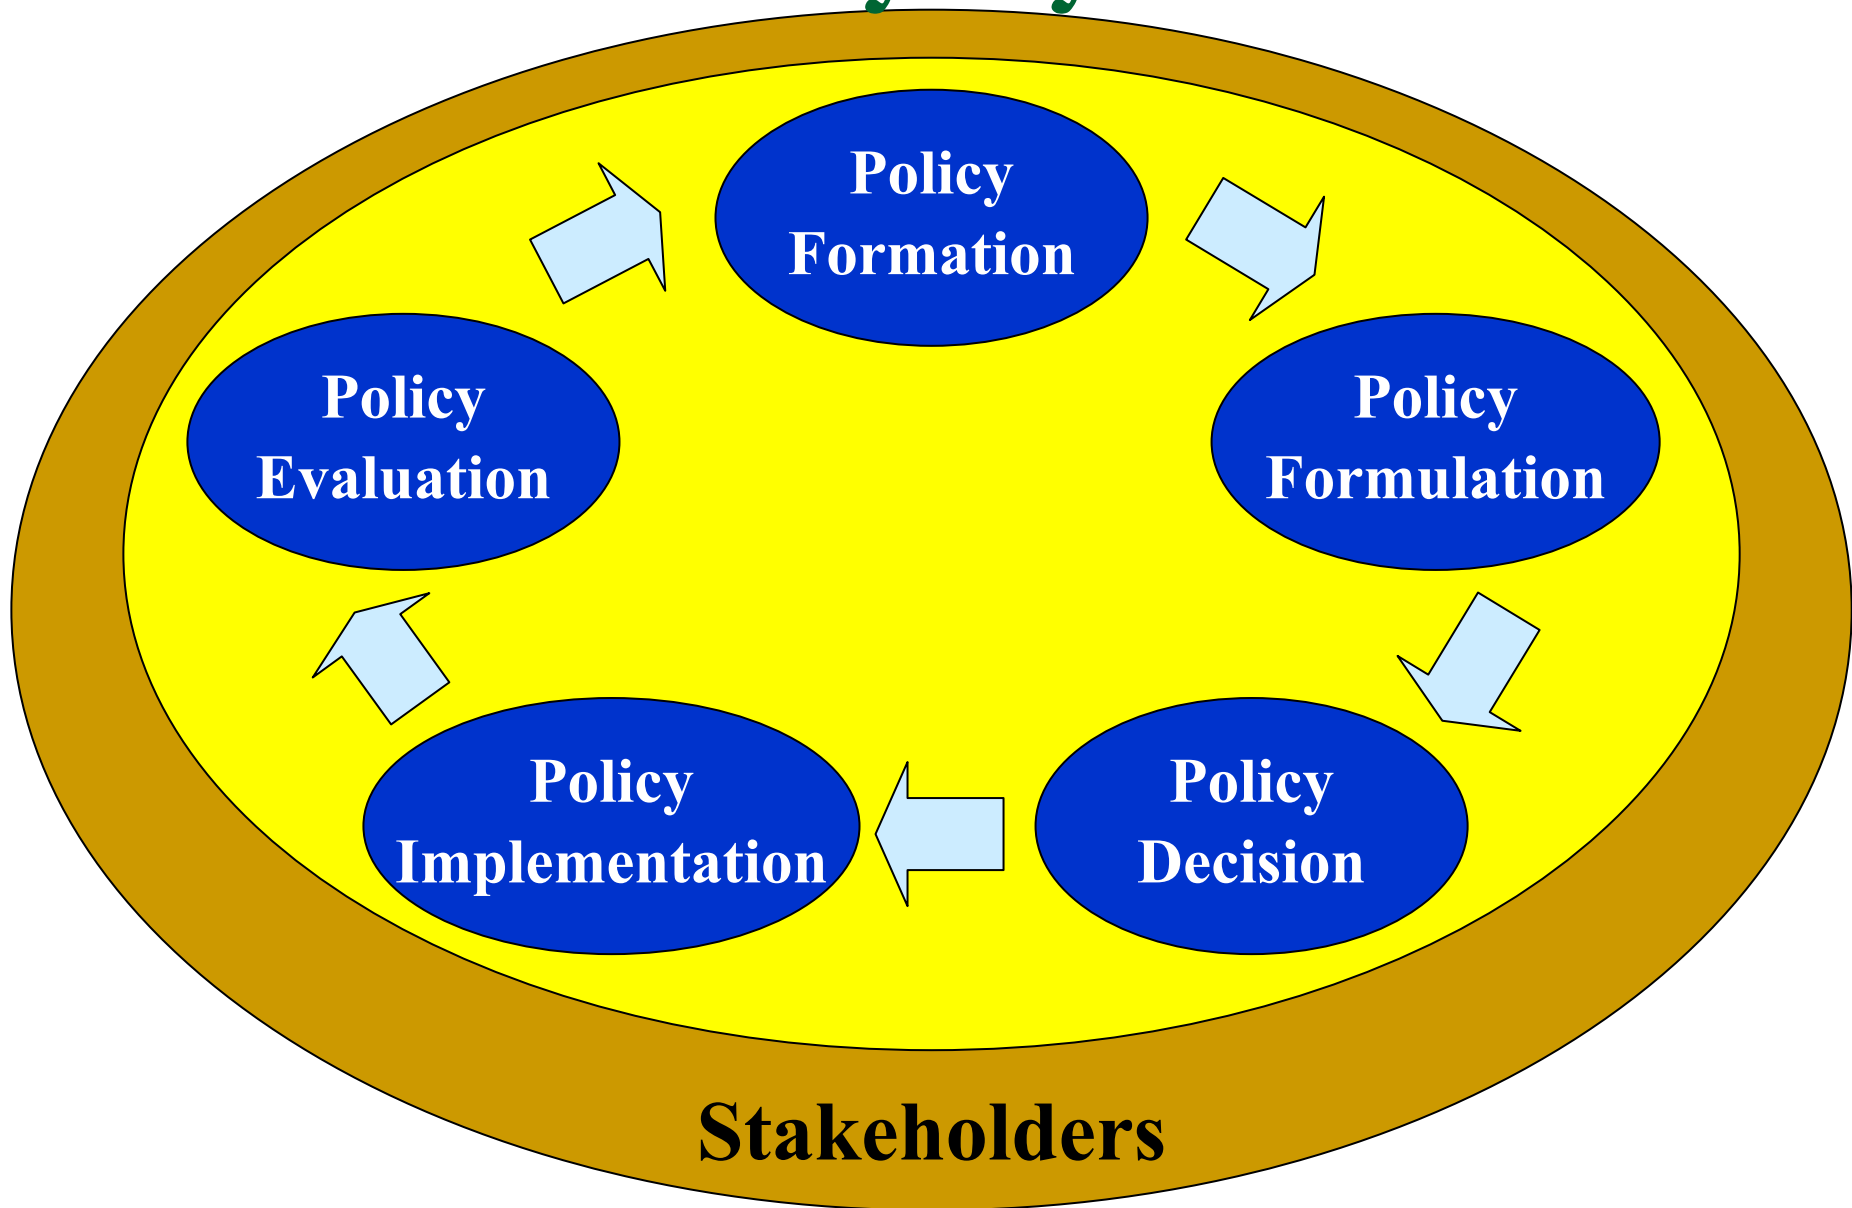 Policy
Formation
Policy
Formulation
Policy
Decision
Policy
Implementation
Policy
Evaluation
Stakeholders